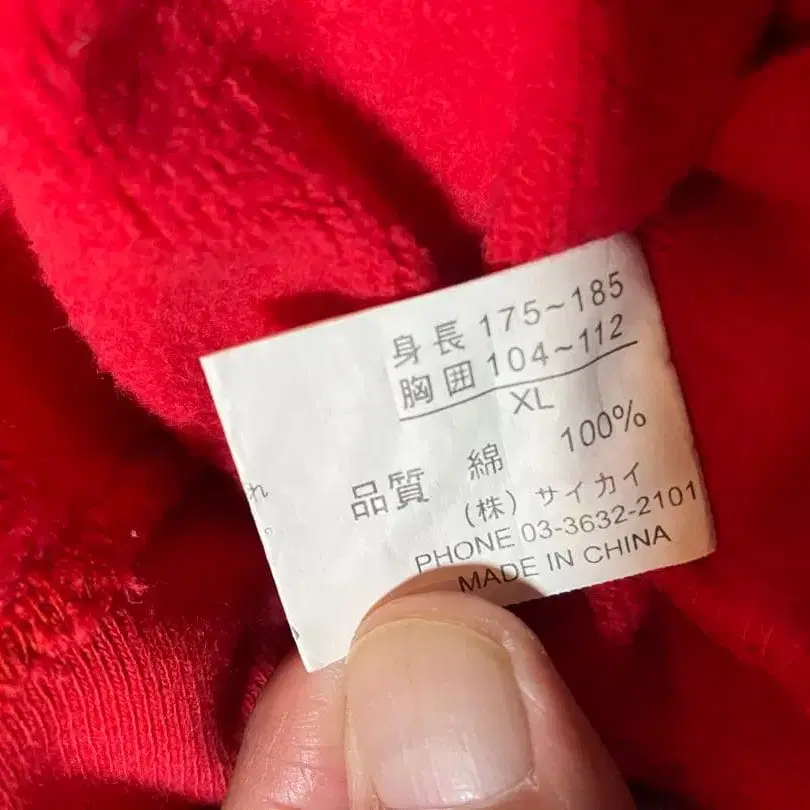 身長 175~185
胸囲 104~112
XL
品質 綿 100%
(株) サイカイ
PHONE 03-3632-2101
MADE IN CHINA
れ
。